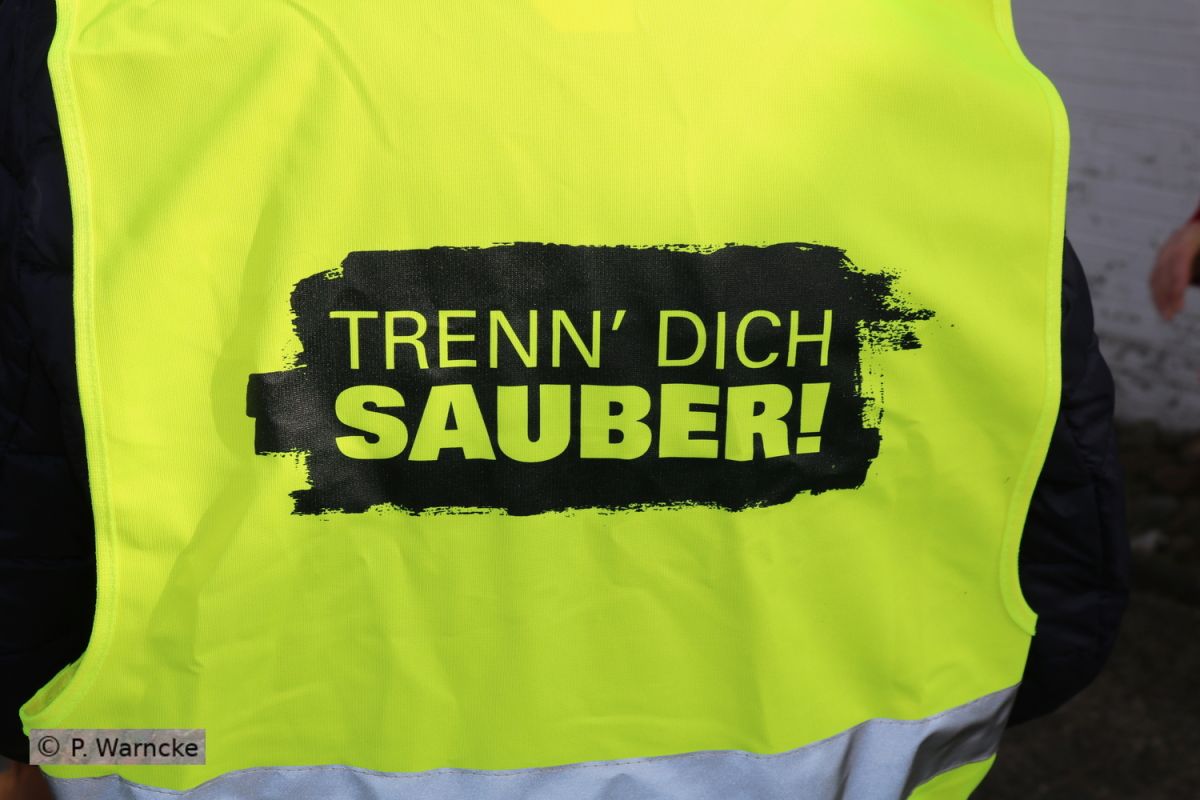 TRENN’ DICH
SAUBER!
© P. Warncke